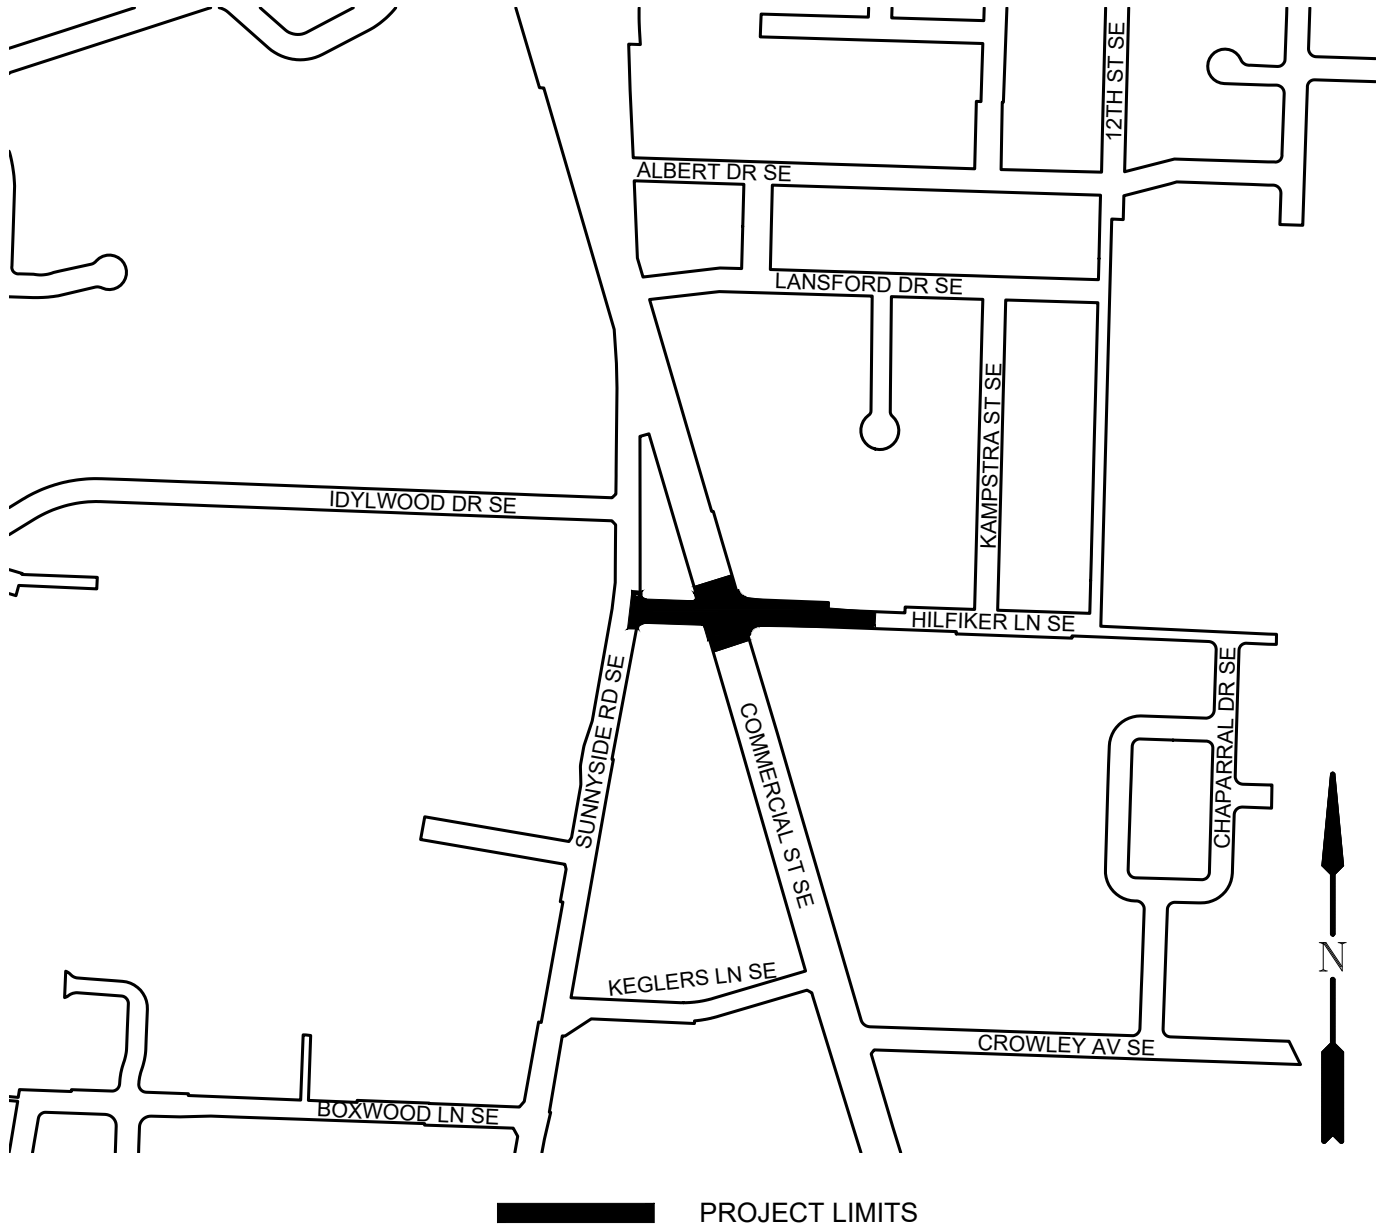 12TH ST SE
ALBERT DR SE
LANSFORD DR SE
KAMPSTRA ST SE
IDYLWOOD DR SE
HILFIKER LN SE
SUNNYSIDE RD SE
COMMERCIAL ST SE
CHAPARRAL DR SE
KEGLERS LN SE
N
CROWLEY AV SE
BOXWOOD LN SE
PROJECT LIMITS